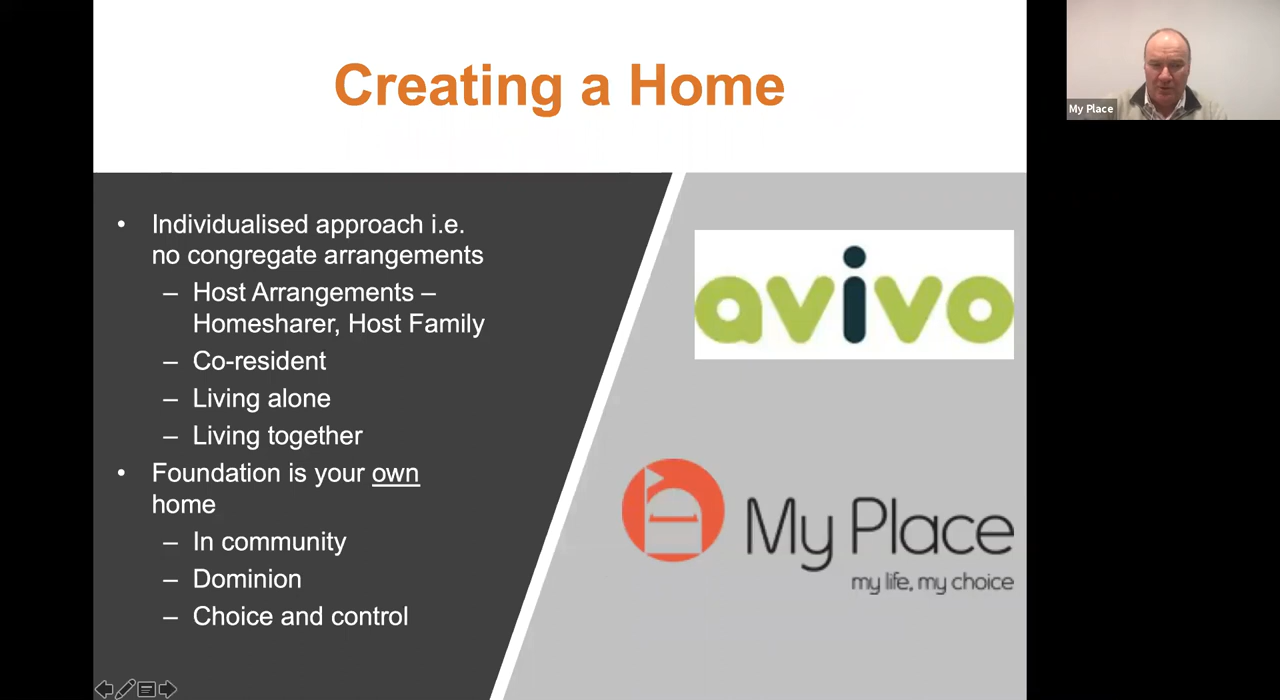 Creating a Home
• Individualised approach i.e.
no congregate arrangements
– Host Arrangements –
Homesharer, Host Family
– Co-resident
– Living alone
– Living together
• Foundation is your own
home
– In community
– Dominion
– Choice and control
avivo
My Place
my life, my choice
My Place